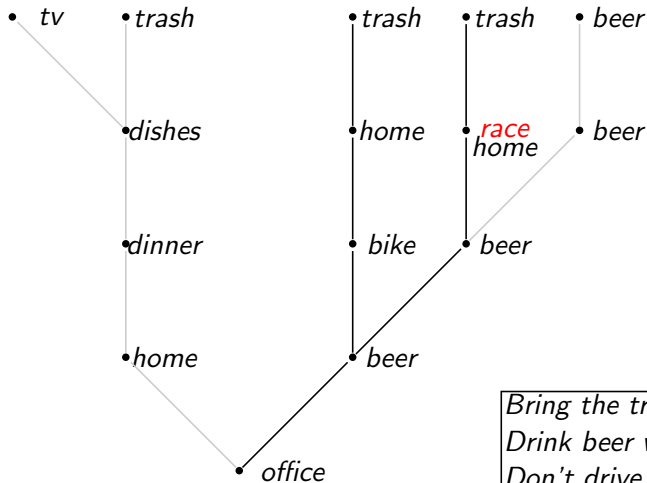 tv trash trash trash beer
dishes home race beer
home
dinner bike beer
home beer
Bring the
office
Drink beer
Don't drive